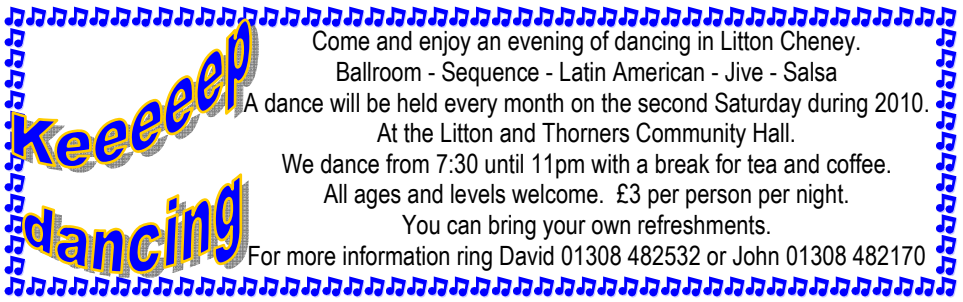 Keeeeep
dancing
Come and enjoy an evening of dancing in Litton Cheney.
Ballroom - Sequence - Latin American - Jive - Salsa
A dance will be held every month on the second Saturday during 2010.
At the Litton and Thorners Community Hall.
We dance from 7:30 until 11pm with a break for tea and coffee.
All ages and levels welcome.  £3 per person per night.
You can bring your own refreshments.
For more information ring David 01308 482532 or John 01308 482170